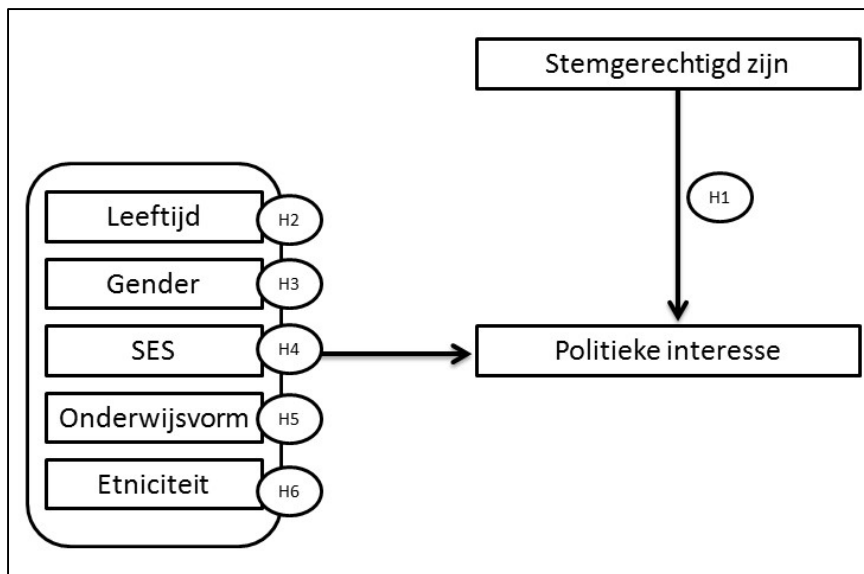 Stemgerechtigd zijn
H1
Leeftijd
H2
Gender
H3
SES
H4
Politieke interesse
Onderwijsvorm
H5
Etniciteit
H6